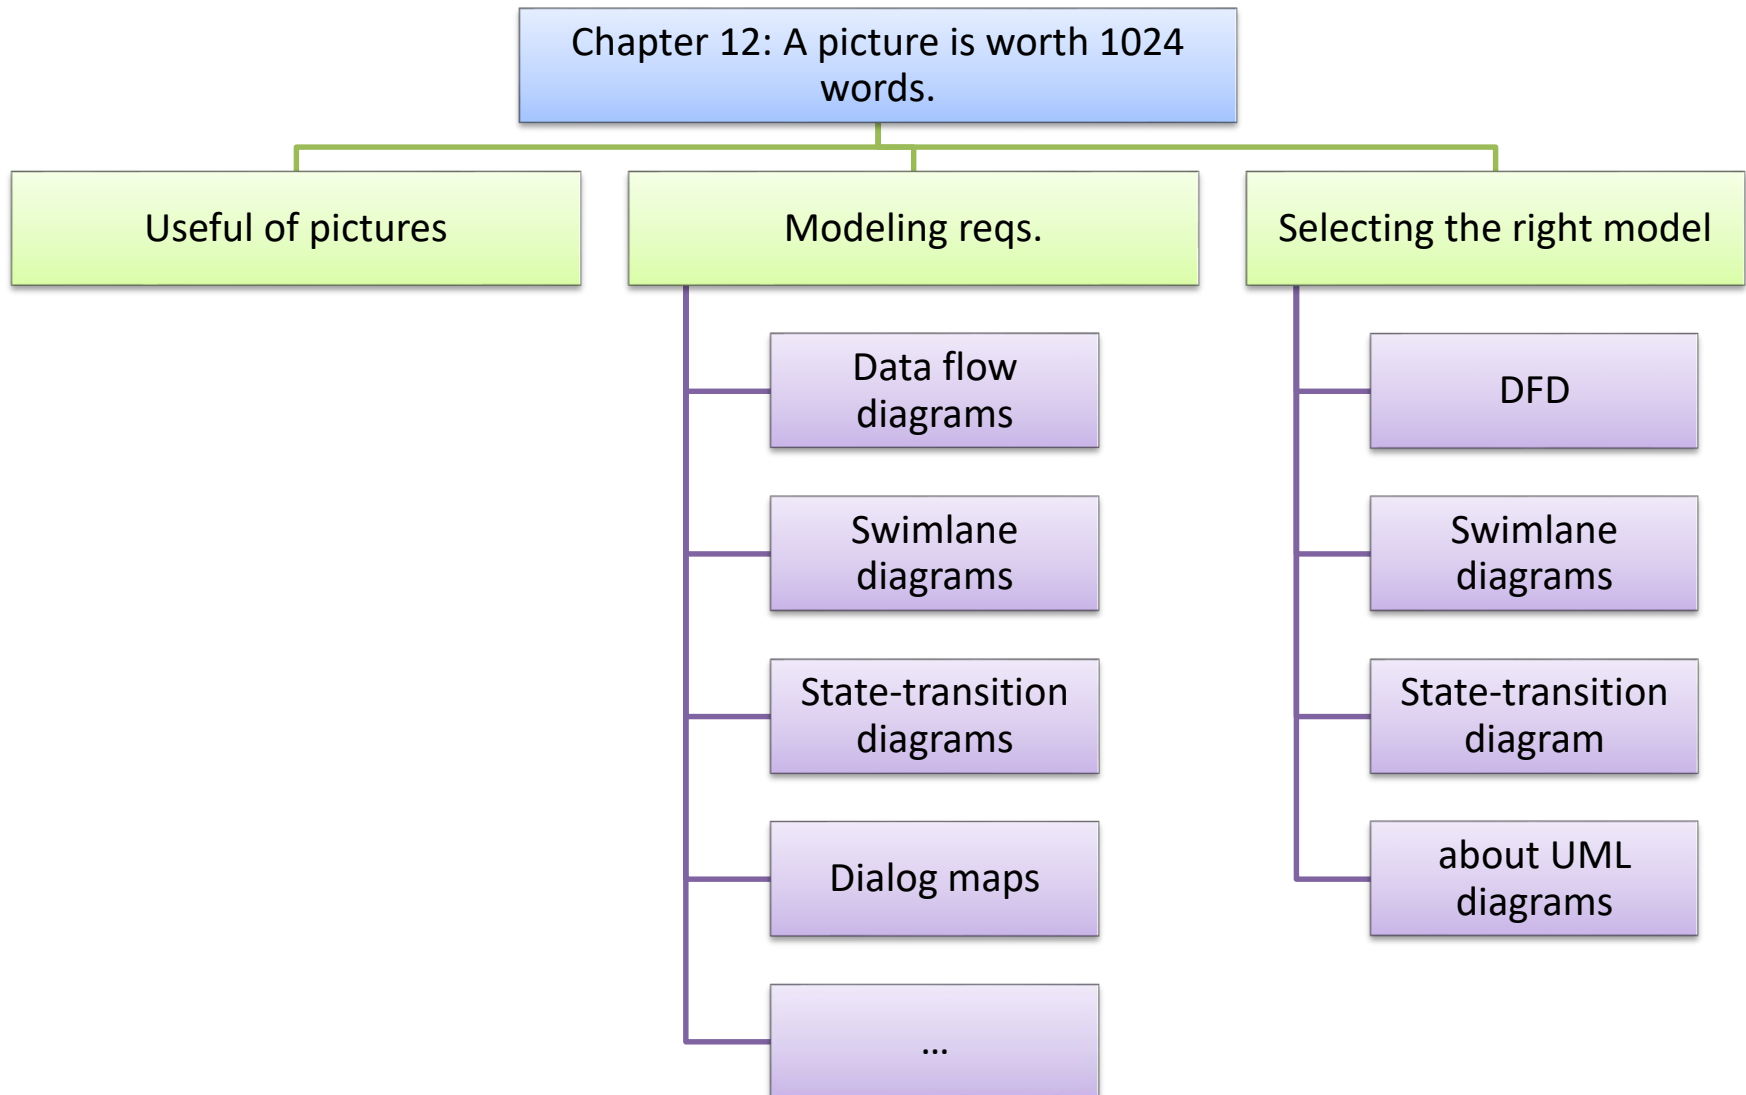 Chapter 12: A picture is worth 1024
words.
Useful of pictures
Modeling reqs.
Data flow
diagrams
Swimlane
diagrams
State-transition
diagrams
Dialog maps
…
Selecting the right model
DFD
Swimlane
diagrams
State-transition
diagram
about UML
diagrams